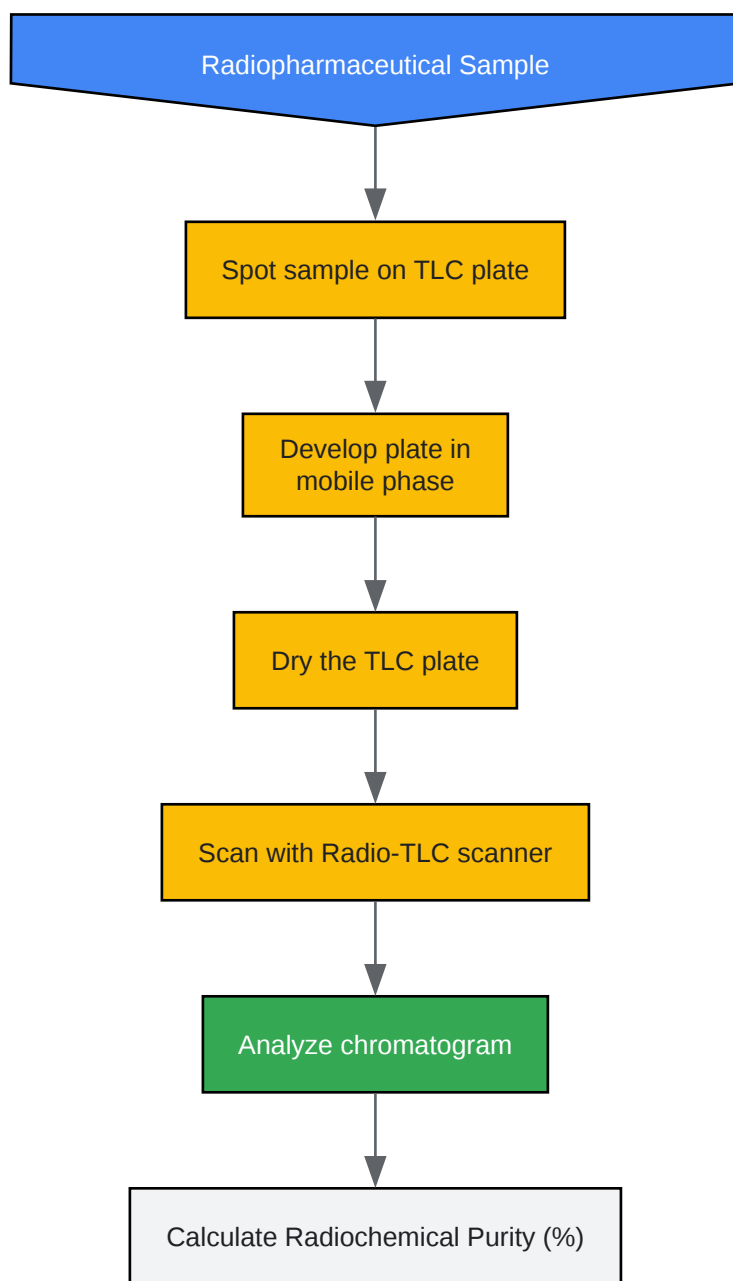 Radiopharmaceutical Sample
Spot sample on TLC plate
Develop plate in
mobile phase
Dry the TLC plate
Scan with Radio-TLC scanner
Analyze chromatogram
Calculate Radiochemical Purity (%)